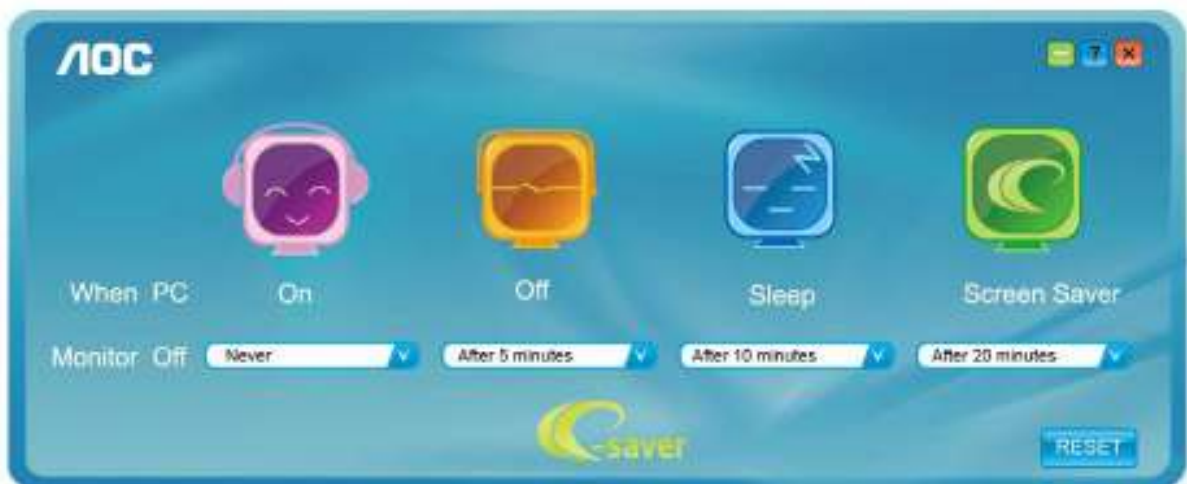 AOC
?
When PC On Off Sleep Screen Saver
Monitor Off Never After 5 minutes After 10 minutes After 20 minutes
e-saver
RESET